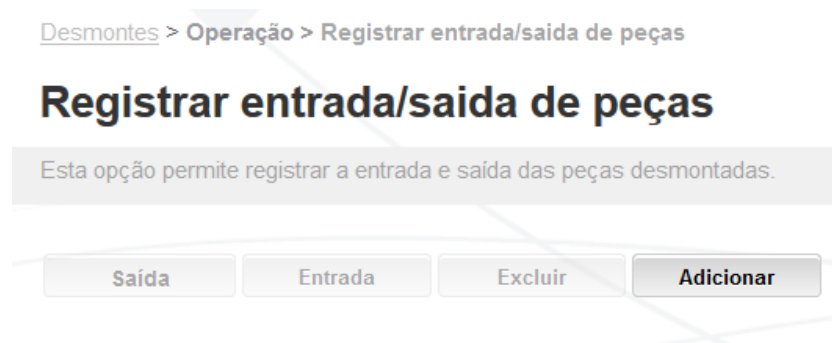 Desmontes > Operação > Registrar entrada/saida de peças
Registrar entrada/saida de peças
Esta opção permite registrar a entrada e saída das peças desmontadas.
Saída Entrada Excluir Adicionar